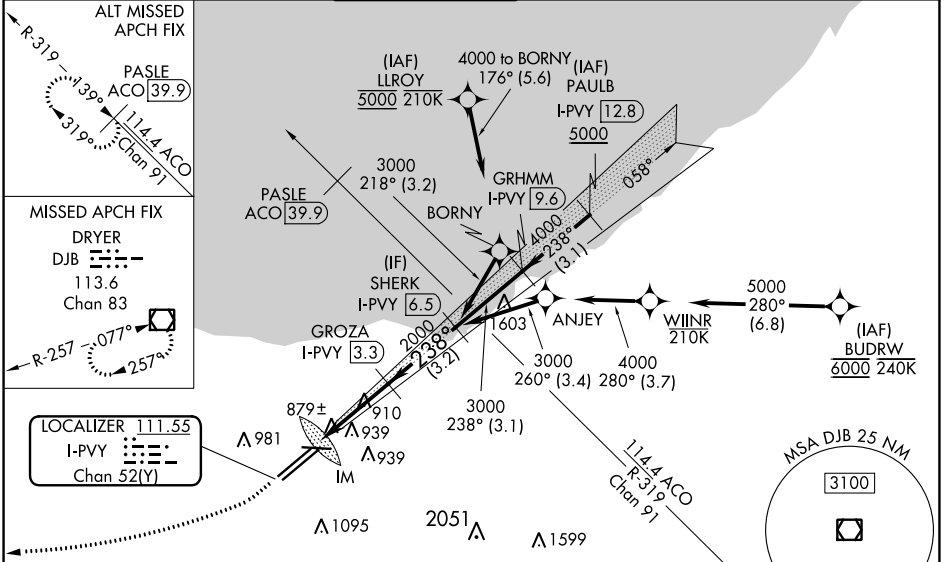 ALT MISSED
APCH FIX
R-319
139°
PASLE
ACO 39.9
319°
114.4 ACO
Chan 91
MISSED APCH FIX
DRYER
DJB
113.6
Chan 83
R-257
077°
257°
LOCALIZER 111.55
I-PVY
Chan 52(Y)
(IAF)
LLROY
5000 210K
4000 to BORNY
176° (5.6)
(IAF)
PAULB
I-PVY 12.8
5000
058°
3000
218° (3.2)
GRHMM
I-PVY 9.6
PASLE
ACO 39.9
BORNY
4000
238°
(3.1)
(IF)
SHERK
I-PVY 6.5
1603
ANJEY
WIINR
210K
5000
280°
(6.8)
(IAF)
BUDRW
6000 240K
GROZA
I-PVY 3.3
2000
238°
(3.2)
3000
260° (3.4)
4000
280° (3.7)
3000
238° (3.1)
879±
910
939
981
939
IM
1095
2051
1599
114.4 ACO
R-319
Chan 91
MSA DJB 25 NM
3100